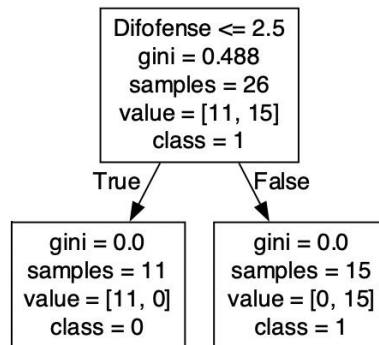 Difofense <= 2.5
gini = 0.488
samples = 26
value = [11, 15]
class = 1
True
False
gini = 0.0
samples = 11
value = [11, 0]
class = 0
gini = 0.0
samples = 15
value = [0, 15]
class = 1